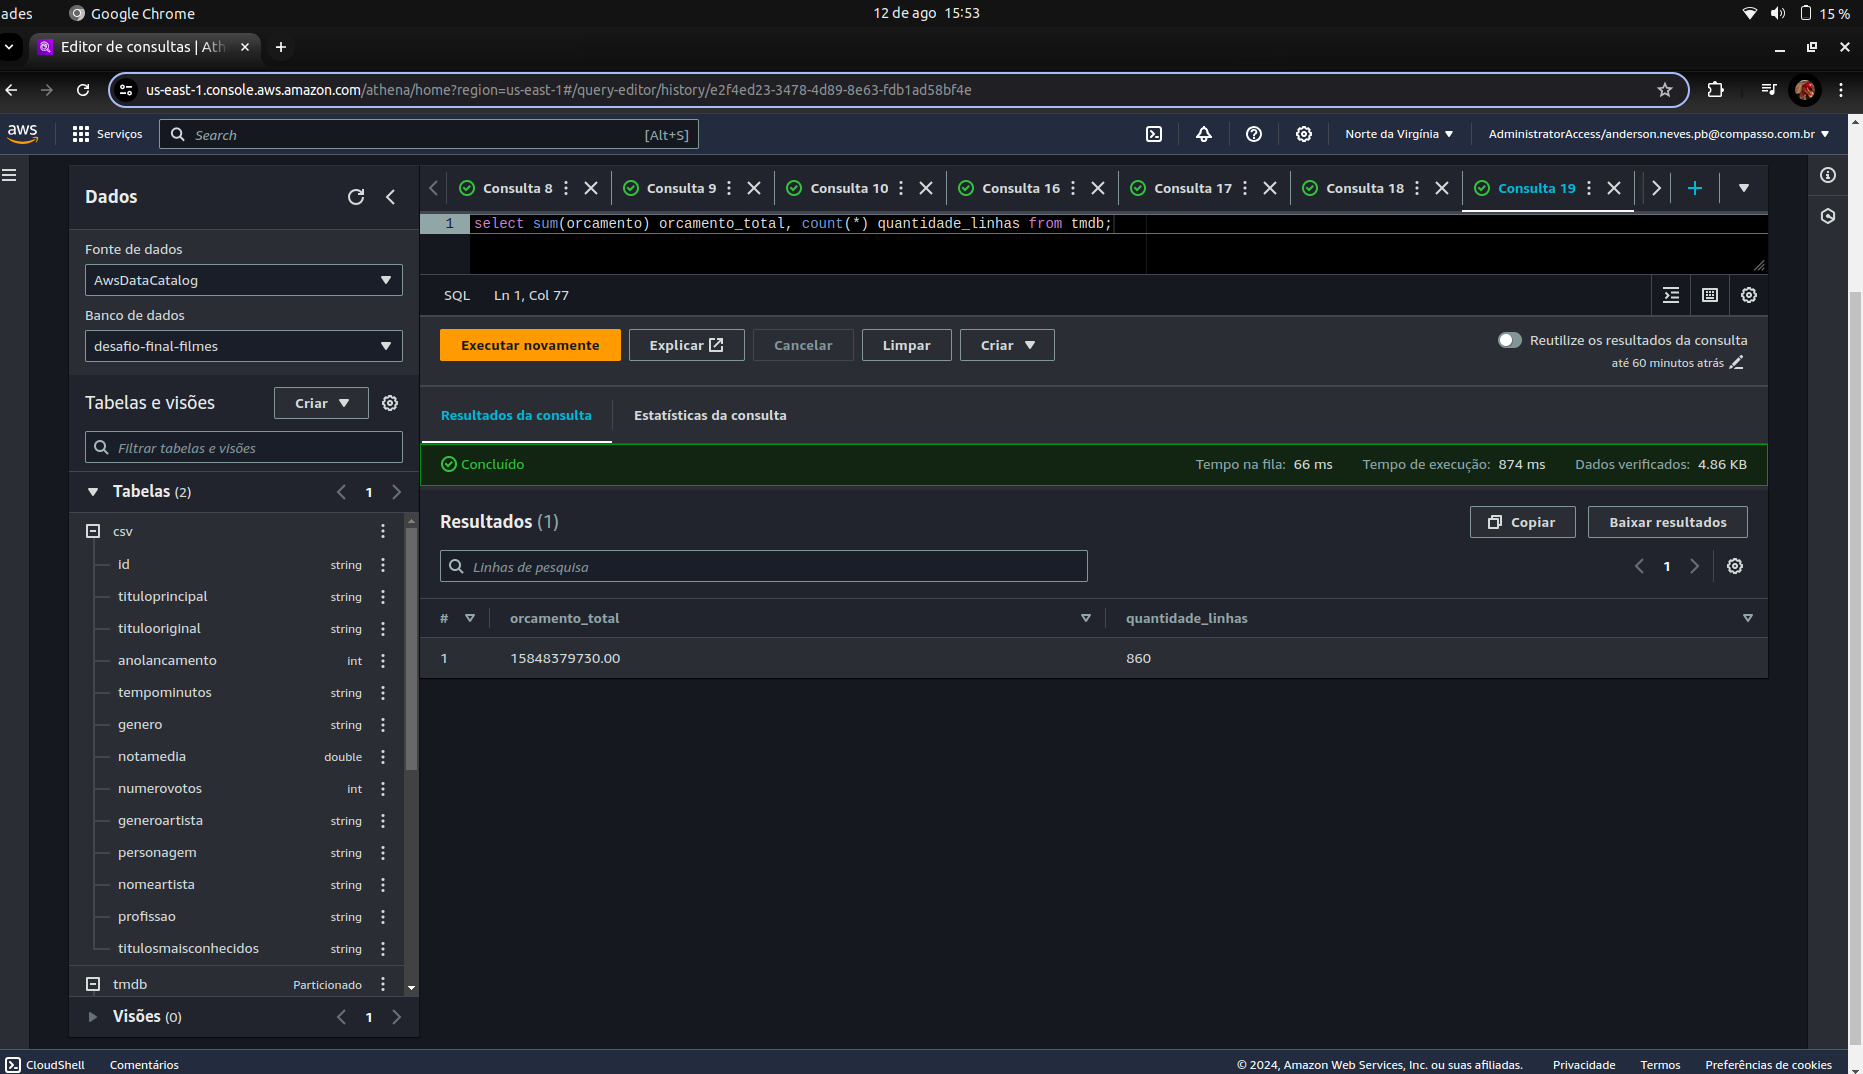 ades Google Chrome 12 de ago 15:53 15 %
Editor de consultas | Ath
us-east-1.console.aws.amazon.com/athena/home?region=us-east-1#/query-editor/history/e2f4ed23-3478-4d89-8e63-fdb1ad58bf4e
aws Serviços Search [Alt+S] Norte da Virgínia AdministratorAccess/anderson.neves.pb@compasso.com.br
Dados
Fonte de dados
AwsDataCatalog
Banco de dados
desafio-final-filmes
Tabelas e visões Criar
Filtrar tabelas e visões
Tabelas (2) 1
csv
id string
tituloprincipal string
titulooriginal string
anolancamento int
tempominutos string
genero string
notamedia double
numerovotos int
generoartista string
personagem string
nomeartista string
profissao string
titulosmaisconhecidos string
tmdb Particionado
Visões (0) 1
Consulta 8 Consulta 9 Consulta 10 Consulta 16 Consulta 17 Consulta 18 Consulta 19
1 select sum(orcamento) orcamento_total, count(*) quantidade_linhas from tmdb;
SQL Ln 1, Col 77
Executar novamente Explicar Cancelar Limpar Criar
Reutilize os resultados da consulta
até 60 minutos atrás
Resultados da consulta Estatísticas da consulta
Concluído Tempo na fila: 66 ms Tempo de execução: 874 ms Dados verificados: 4.86 KB
Resultados (1) Copiar Baixar resultados
Linhas de pesquisa 1
# orcamento_total quantidade_linhas
1 15848379730.00 860
CloudShell Comentários © 2024, Amazon Web Services, Inc. ou suas afiliadas. Privacidade Termos Preferências de cookies